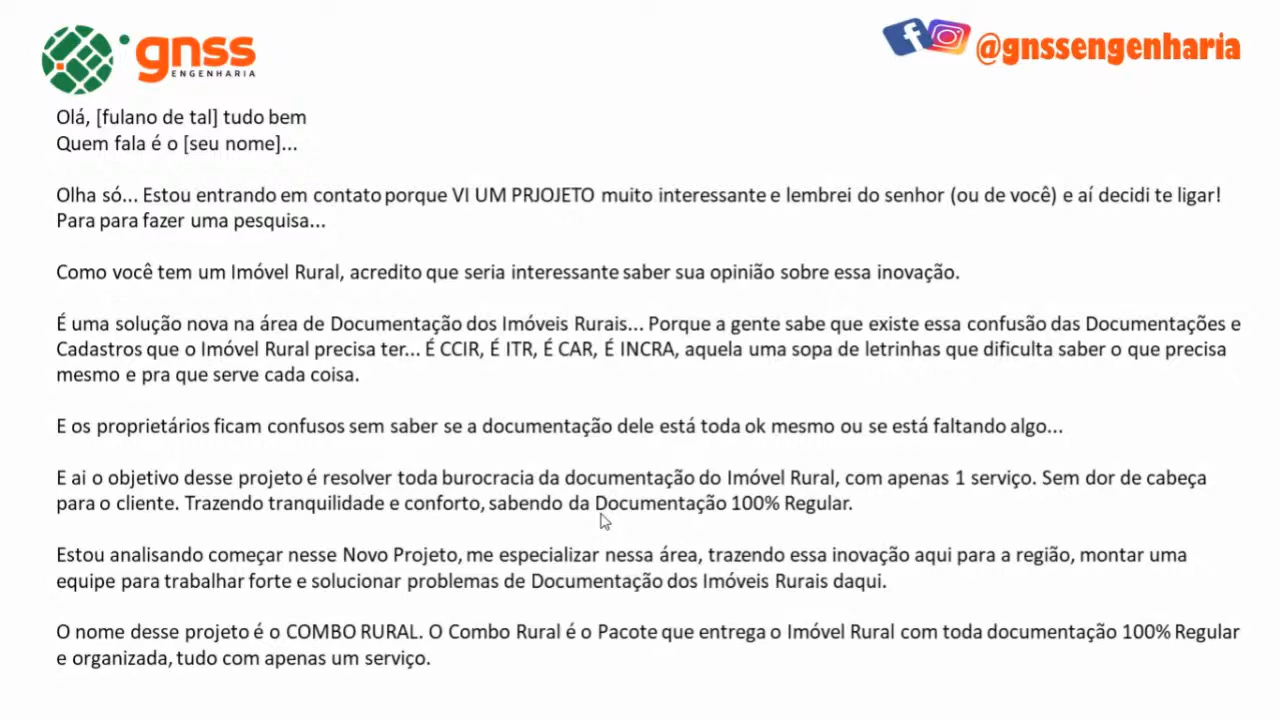 gnss
ENGENHARIA
@gnssengenharia
Olá, [fulano de tal] tudo bem
Quem fala é o [seu nome]...
Olha só... Estou entrando em contato porque VI UM PRJOJETO muito interessante e lembrei do senhor (ou de você) e aí decidi te ligar!
Para para fazer uma pesquisa...
Como você tem um Imóvel Rural, acredito que seria interessante saber sua opinião sobre essa inovação.
É uma solução nova na área de Documentação dos Imóveis Rurais... Porque a gente sabe que existe essa confusão das Documentações e
Cadastros que o Imóvel Rural precisa ter... É CCIR, É ITR, É CAR, É INCRA, aquela uma sopa de letrinhas que dificulta saber o que precisa
mesmo e pra que serve cada coisa.
E os proprietários ficam confusos sem saber se a documentação dele está toda ok mesmo ou se está faltando algo...
E ai o objetivo desse projeto é resolver toda burocracia da documentação do Imóvel Rural, com apenas 1 serviço. Sem dor de cabeça
para o cliente. Trazendo tranquilidade e conforto, sabendo da Documentação 100% Regular.
Estou analisando começar nesse Novo Projeto, me especializar nessa área, trazendo essa inovação aqui para a região, montar uma
equipe para trabalhar forte e solucionar problemas de Documentação dos Imóveis Rurais daqui.
O nome desse projeto é o COMBO RURAL. O Combo Rural é o Pacote que entrega o Imóvel Rural com toda documentação 100% Regular
e organizada, tudo com apenas um serviço.